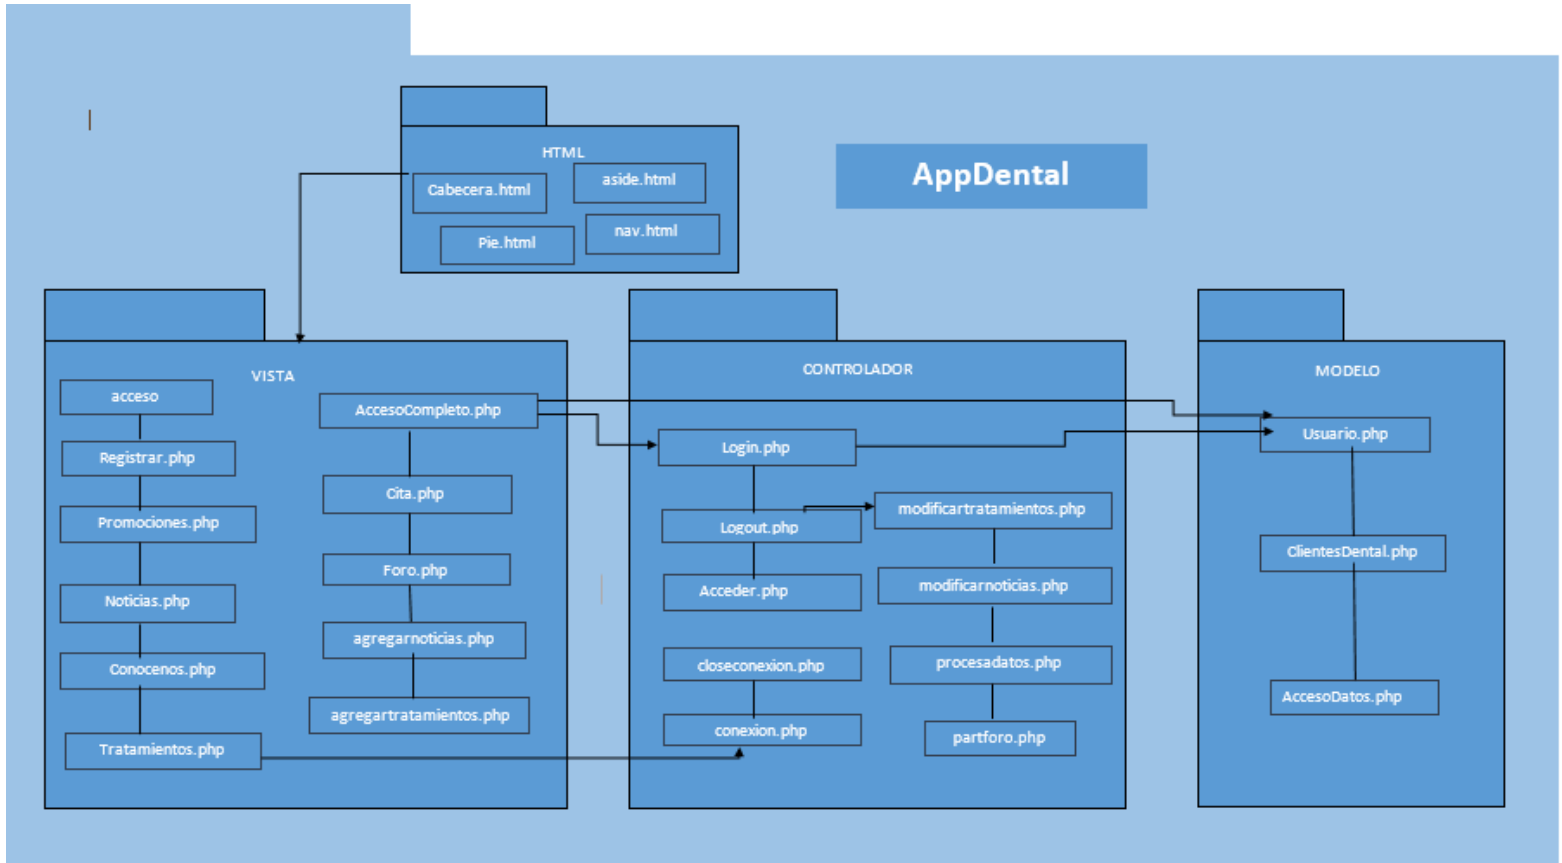 AppDental
HTML
Cabecera.html
aside.html
Pie.html
nav.html
VISTA
acceso
Registrar.php
Promociones.php
Noticias.php
Conocenos.php
Tratamientos.php
AccesoCompleto.php
Cita.php
Foro.php
agregarnoticias.php
agregartratamientos.php
CONTROLADOR
Login.php
Logout.php
Acceder.php
closeconexion.php
conexion.php
modificartratamientos.php
modificarnoticias.php
procesadatos.php
partforo.php
MODELO
Usuario.php
ClientesDental.php
AccesoDatos.php